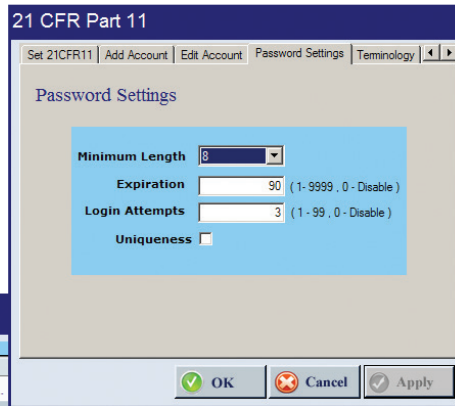 21 CFR Part 11
Set 21CFR11 Add Account Edit Account Password Settings Terminology
Password Settings
Minimum Length 8
Expiration 90 ( 1- 9999 , 0 - Disable )
Login Attempts 3 ( 1 - 99 , 0 - Disable )
Uniqueness
OK Cancel Apply